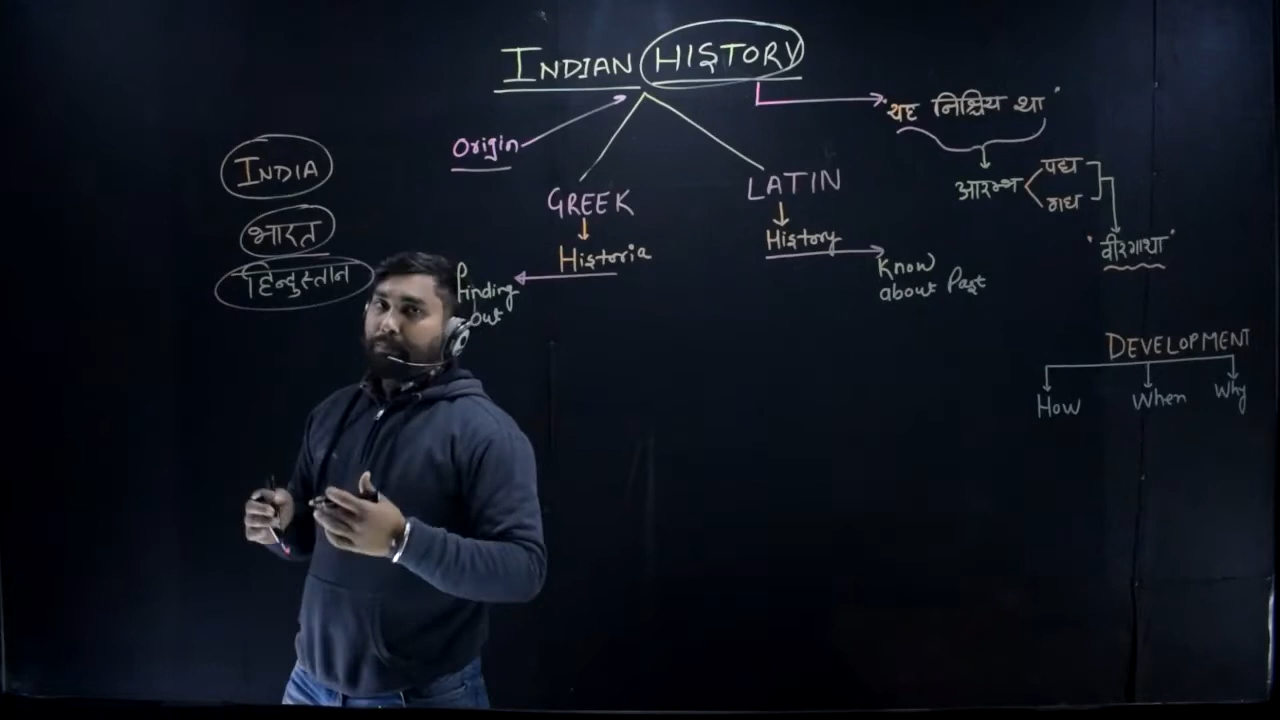 INDIAN HISTORY
"यह निश्चिय था"
Origin
INDIA
आरम्भ
पद्य
गद्य
GREEK
LATIN
भारत
History
"वीरगाथा"
Historia
हिन्दुस्तान
Finding
out
Know
about Past
DEVELOPMENT
How When Why